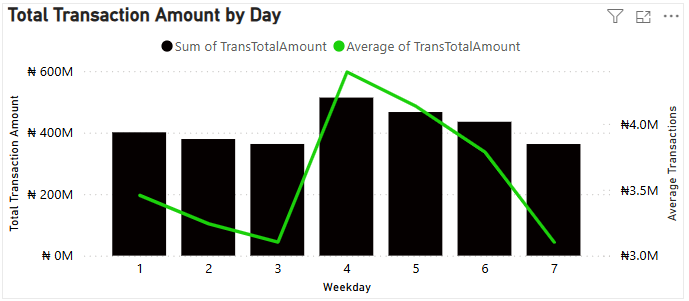 Total Transaction Amount by Day
Sum of TransTotalAmount Average of TransTotalAmount
Total Transaction Amount
₦ 600M
₦ 400M
₦ 200M
₦ 0M
₦4.0M
₦3.5M
₦3.0M
Average Transactions
1 2 3 4 5 6 7
Weekday